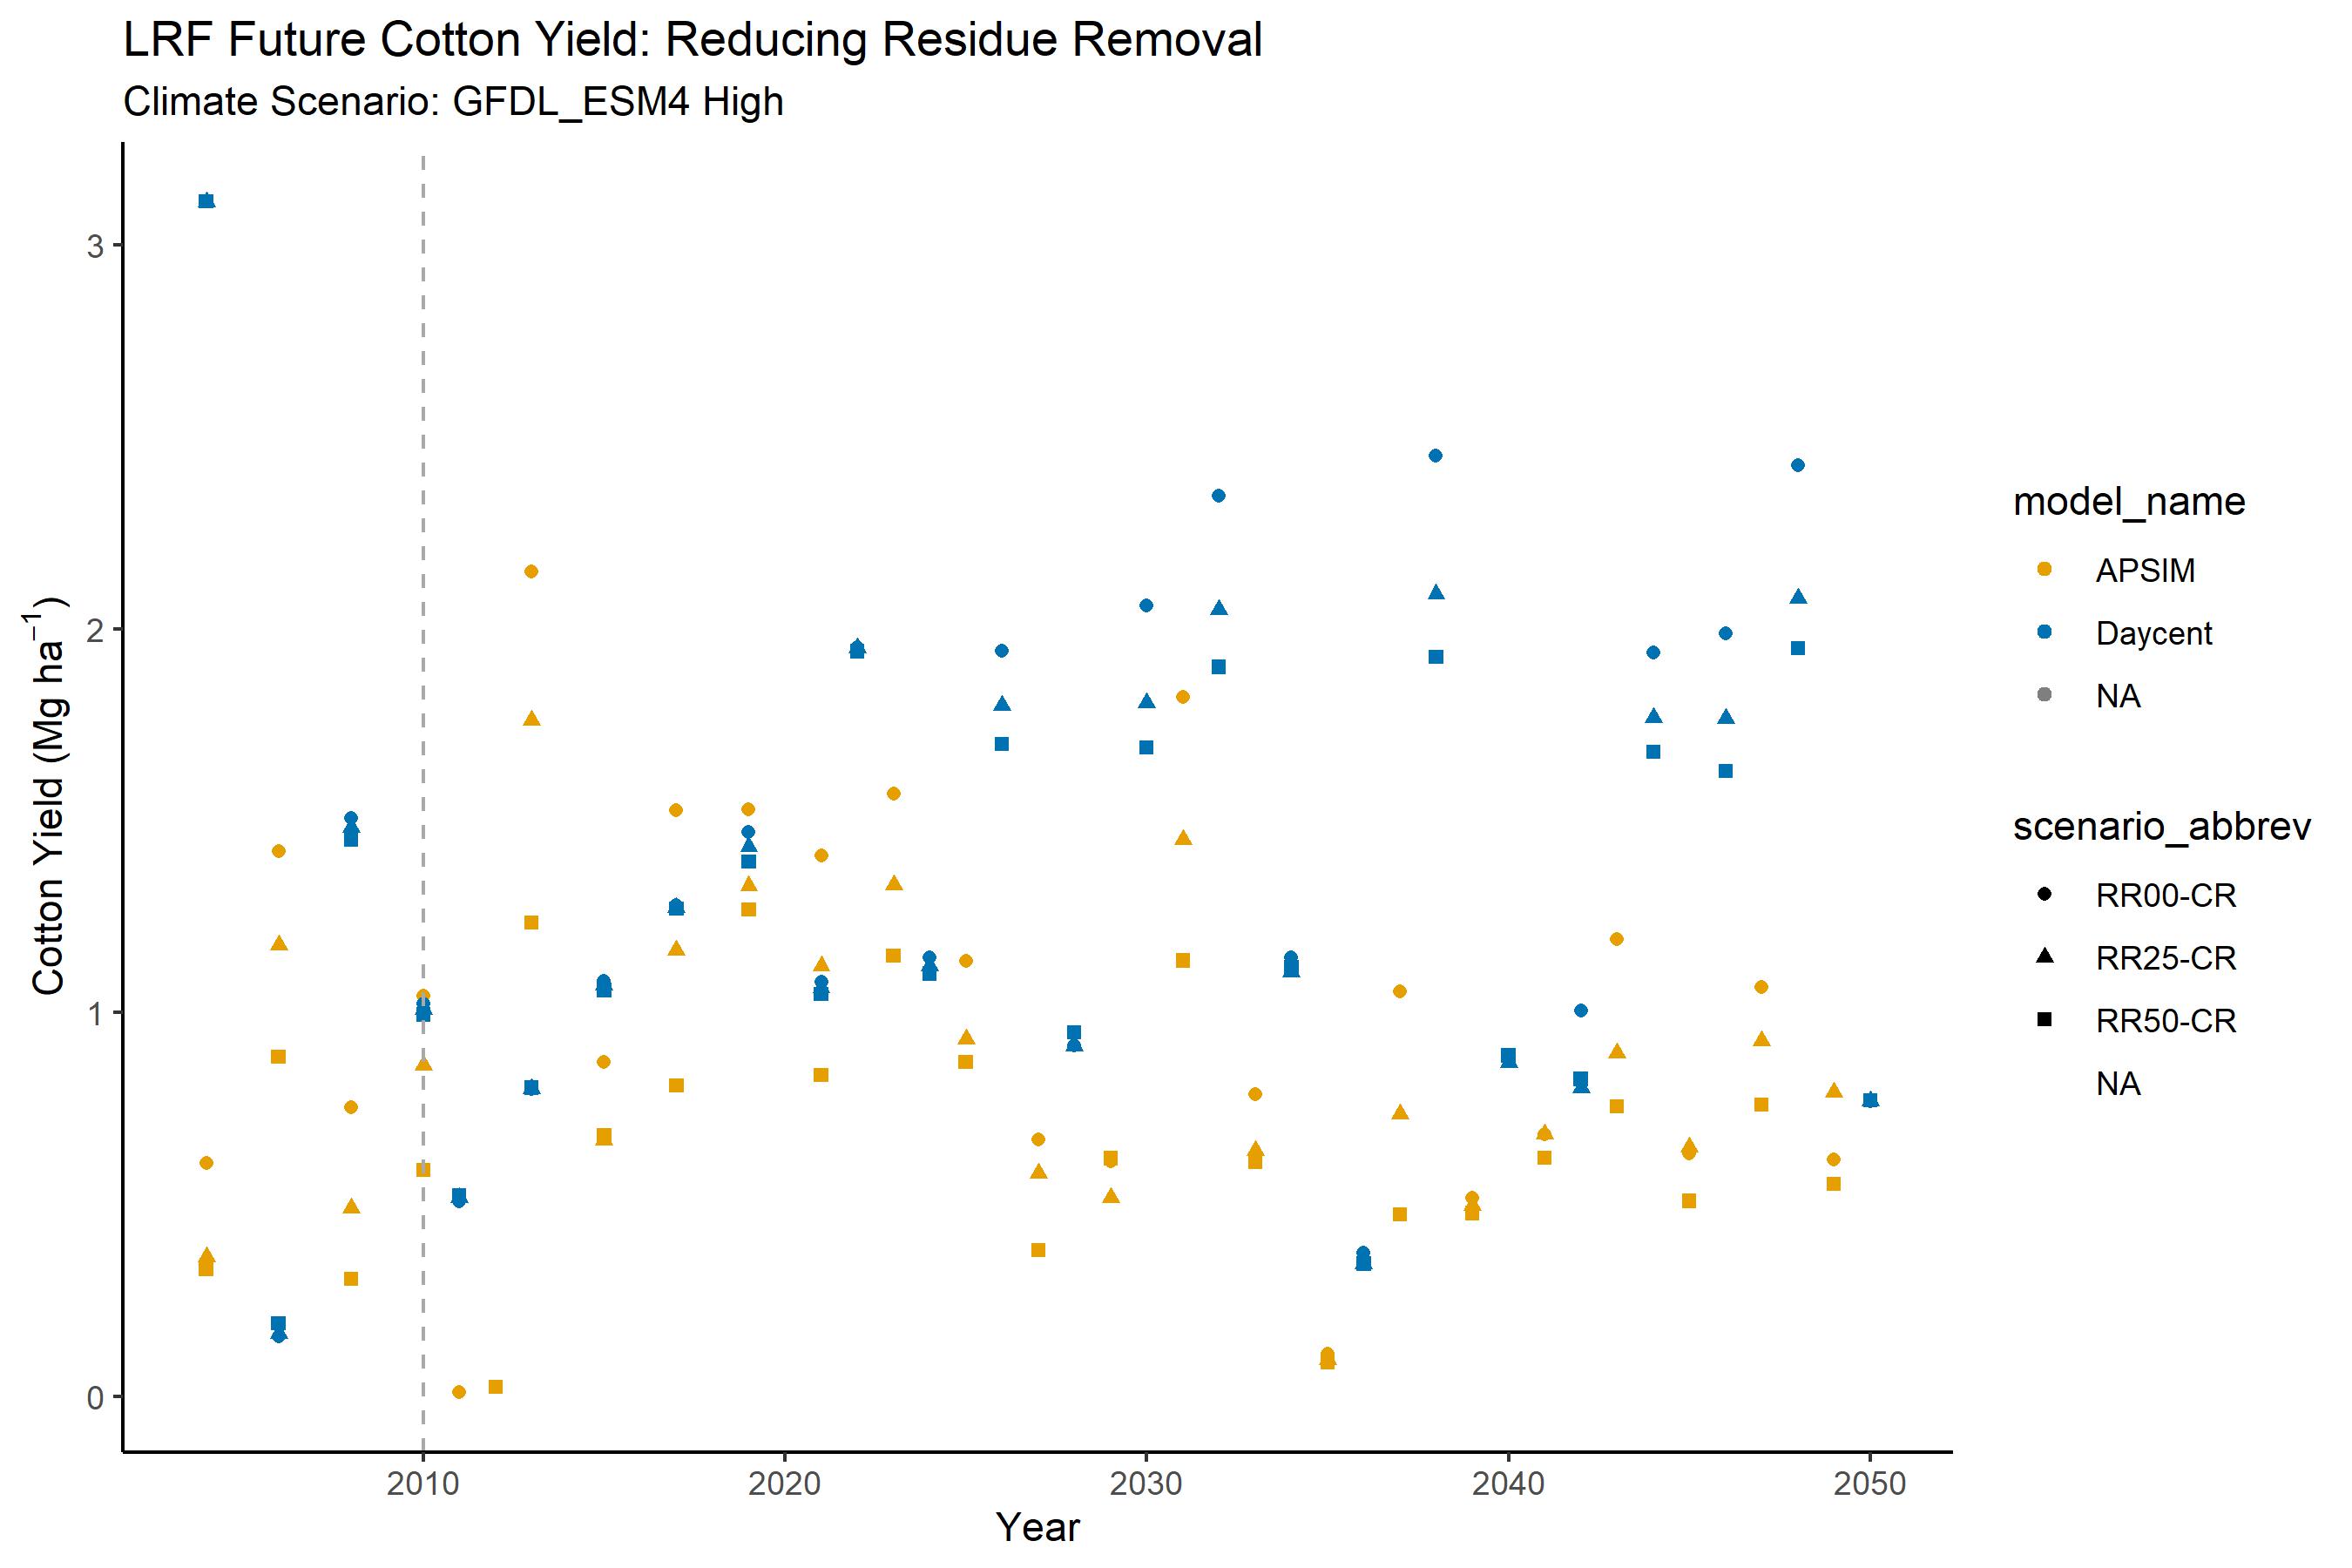 LRF Future Cotton Yield: Reducing Residue Removal
Climate Scenario: GFDL_ESM4 High
Cotton Yield (Mg ha⁻¹)
3
2
1
0
2010
2020
2030
2040
2050
Year
model_name
APSIM
Daycent
NA
scenario_abbrev
RR00-CR
RR25-CR
RR50-CR
NA